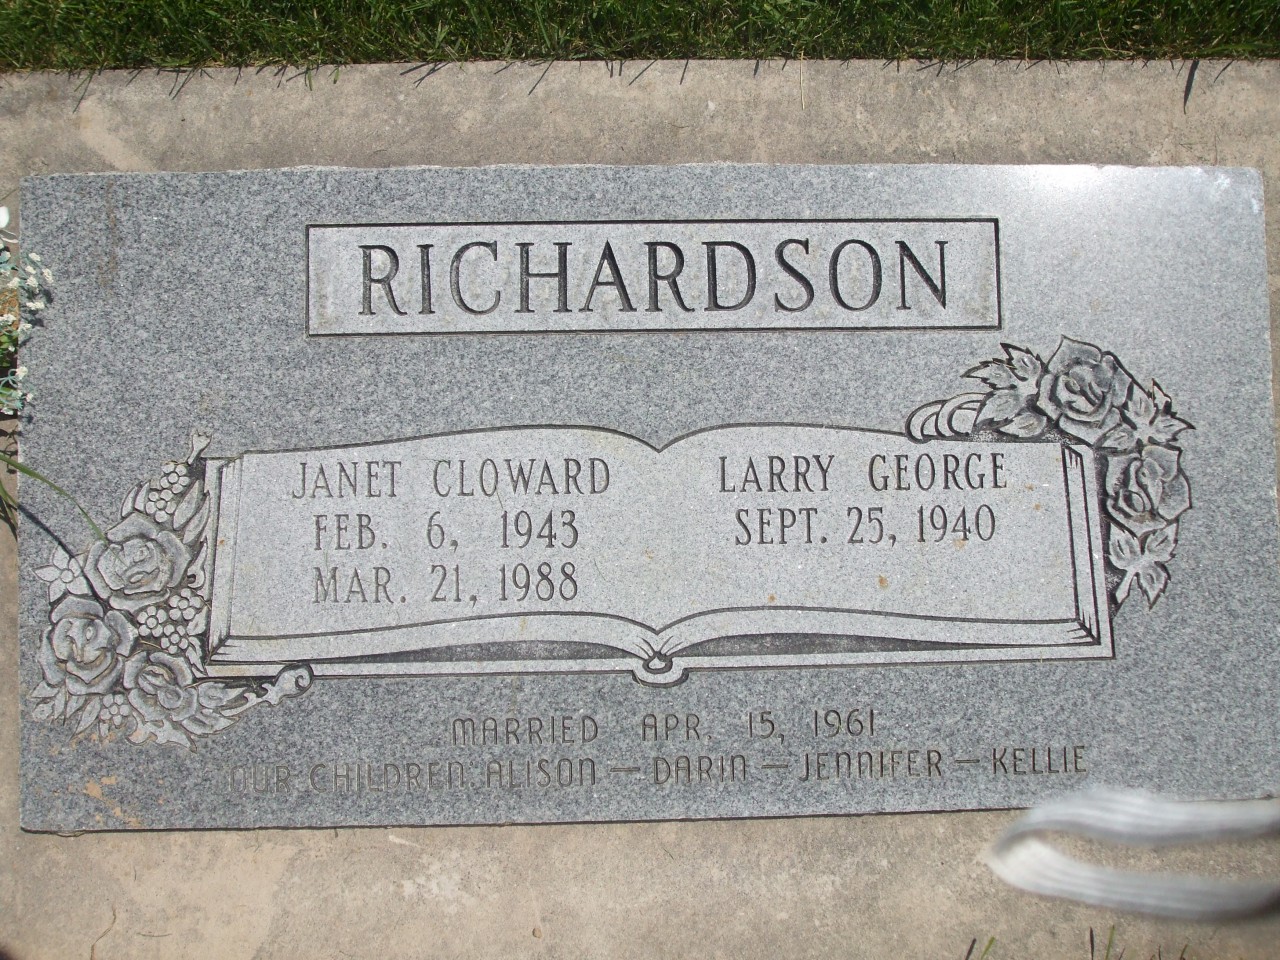 RICHARDSON
JANET CLOWARD
FEB. 6, 1943
MAR. 21, 1988
LARRY GEORGE
SEPT. 25, 1940
MARRIED APR. 15, 1961
OUR CHILDREN: ALISON — DARIN — JENNIFER — KELLIE